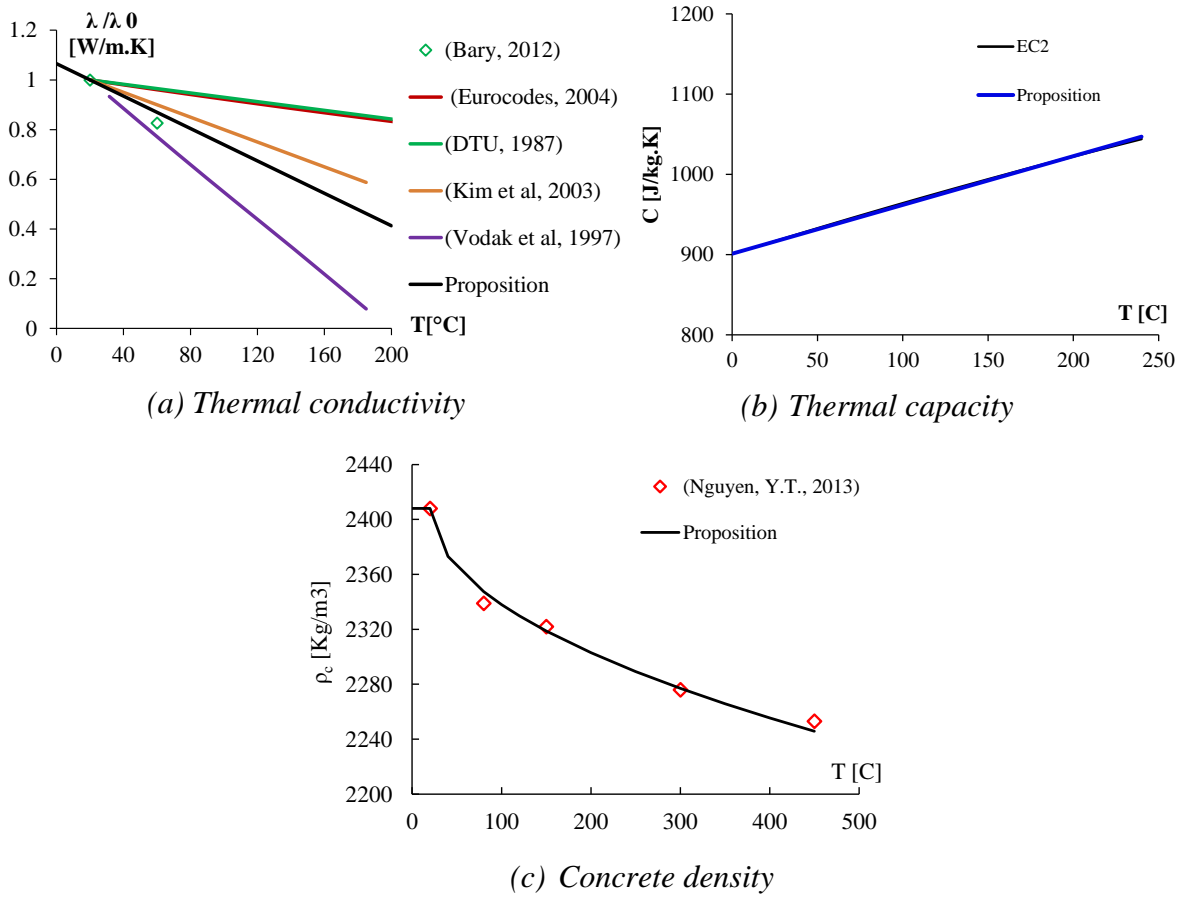 λ /λ 0
[W/m.K]
1.2
1
0.8
0.6
0.4
0.2
0
0
40
80
120
160
200
T[°C]
(Bary, 2012)
(Eurocodes, 2004)
(DTU, 1987)
(Kim et al, 2003)
(Vodak et al, 1997)
Proposition
(a) Thermal conductivity
C [J/kg.K]
1200
1100
1000
900
800
0
50
100
150
200
250
T [C]
EC2
Proposition
(b) Thermal capacity
ρc [Kg/m3]
2440
2400
2360
2320
2280
2240
2200
0
100
200
300
400
500
T [C]
(Nguyen, Y.T., 2013)
Proposition
(c) Concrete density